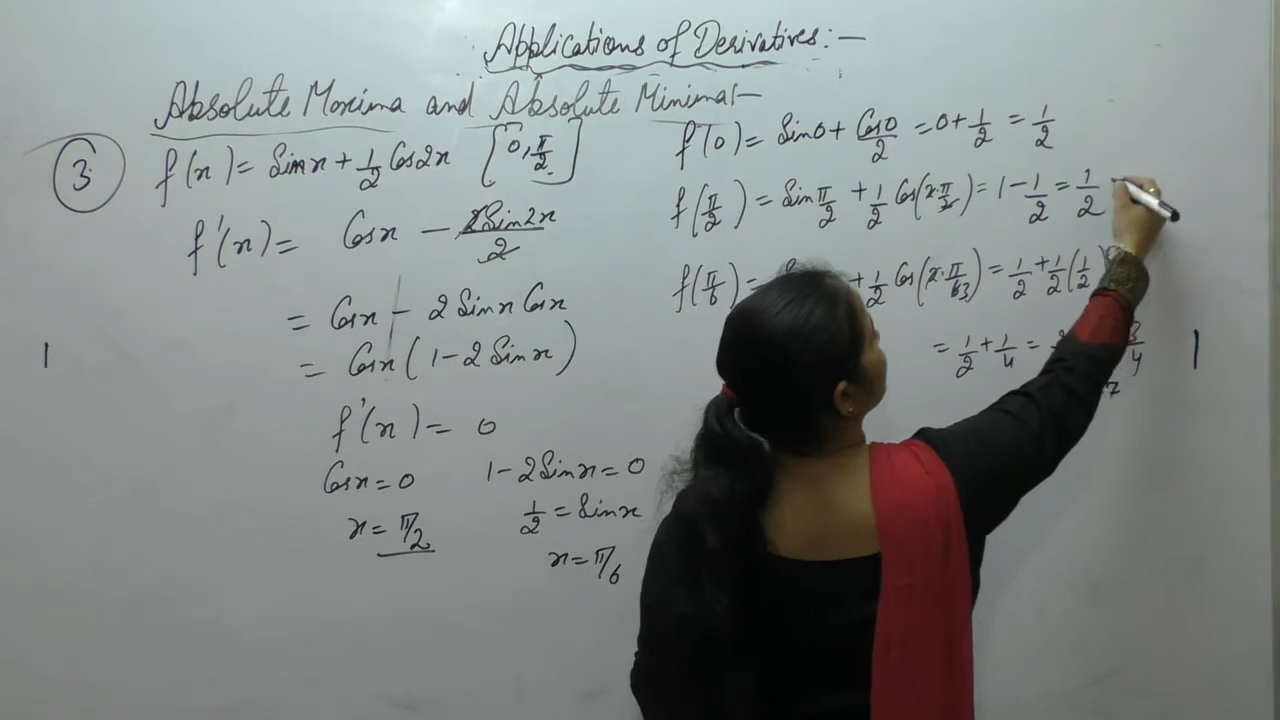 Applications of Derivatives:-
Absolute Maxima and Absolute Minima:-
3 f(x) = Sinx + 1/2 Cos2x [0, π/2]
f'(x) = Cosx - 2Sin2x/2
= Cosx - 2 Sinx Cosx
= Cosx (1-2 Sinx)
f'(x) = 0
Cosx = 0 1-2Sinx = 0
x = π/2 1/2 = Sinx
x = π/6
f(0) = Sin0 + Cos0/2 = 0 + 1/2 = 1/2
f(π/2) = Sin π/2 + 1/2 Cos(2·π/2) = 1 - 1/2 = 1/2
f(π/6) = + 1/2 Cos(2·π/63) = 1/2 + 1/2 (1/2)
= 1/2 + 1/4 = 3/4